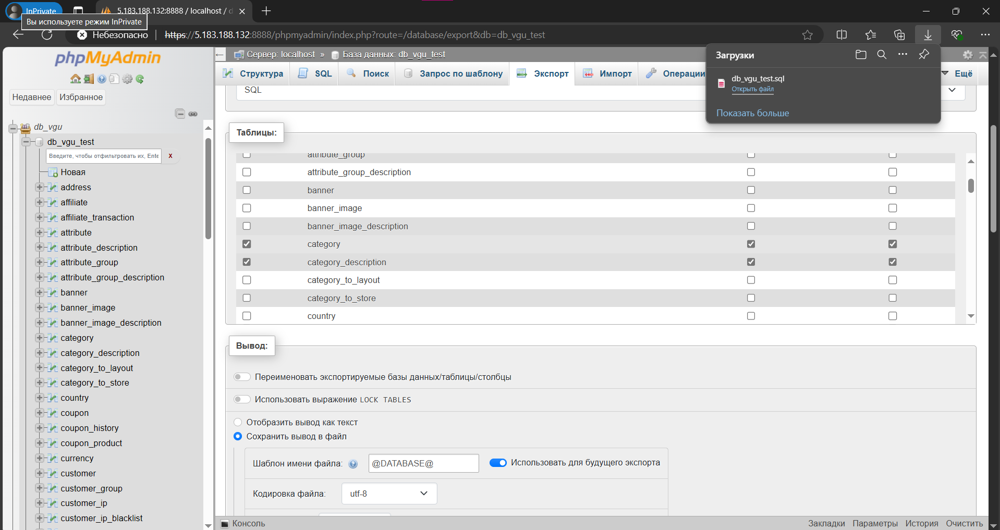 InPrivate
5.183.188.132:8888 / localhost / d
Вы используете режим InPrivate
Небезопасно
https://5.183.188.132:8888/phpmyadmin/index.php?route=/database/export&db=db_vgu_test
phpMyAdmin
Недавнее
Избранное
db_vgu
db_vgu_test
Введите, чтобы отфильтровать их, Ente
X
Новая
address
affiliate
affiliate_transaction
attribute
attribute_description
attribute_group
attribute_group_description
banner
banner_image
banner_image_description
category
category_description
category_to_layout
category_to_store
country
coupon
coupon_history
coupon_product
currency
customer
customer_group
customer_ip
customer_ip_blacklist
Сервер: localhost » База данных: db_vgu_test
Структура
SQL
Поиск
Запрос по шаблону
Экспорт
Импорт
Операции
Ещё
Загрузки
db_vgu_test.sql
Открыть файл
Показать больше
SQL
Таблицы:
attribute_group
attribute_group_description
banner
banner_image
banner_image_description
category
category_description
category_to_layout
category_to_store
country
Вывод:
Переименовать экспортируемые базы данных/таблицы/столбцы
Использовать выражение LOCK TABLES
Отобразить вывод как текст
Сохранить вывод в файл
Шаблон имени файла:
@DATABASE@
Использовать для будущего экспорта
Кодировка файла:
utf-8
Консоль
Закладки Параметры История Очистить